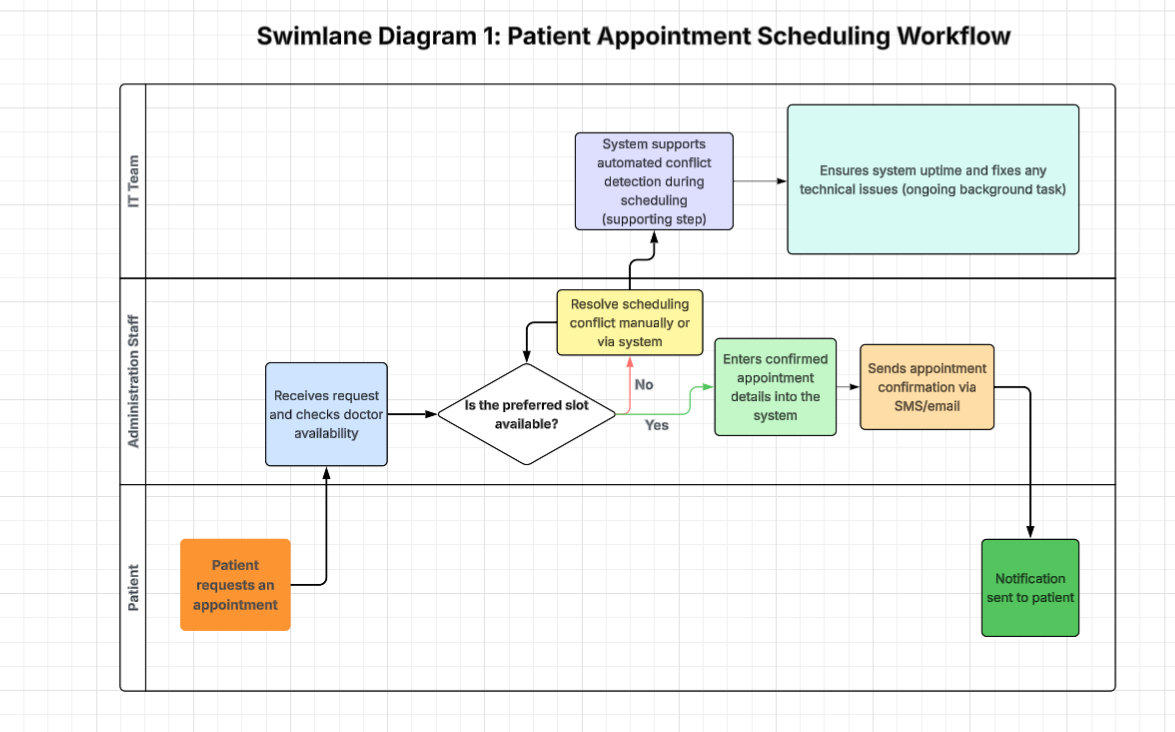 Swimlane Diagram 1: Patient Appointment Scheduling Workflow
IT Team
System supports
automated conflict
detection during
scheduling
(supporting step)
Ensures system uptime and fixes any
technical issues (ongoing background task)
Administration Staff
Receives request
and checks doctor
availability
Is the preferred slot
available?
Resolve scheduling
conflict manually or
via system
No
Yes
Enters confirmed
appointment
details into the
system
Sends appointment
confirmation via
SMS/email
Patient
Patient
requests an
appointment
Notification
sent to patient